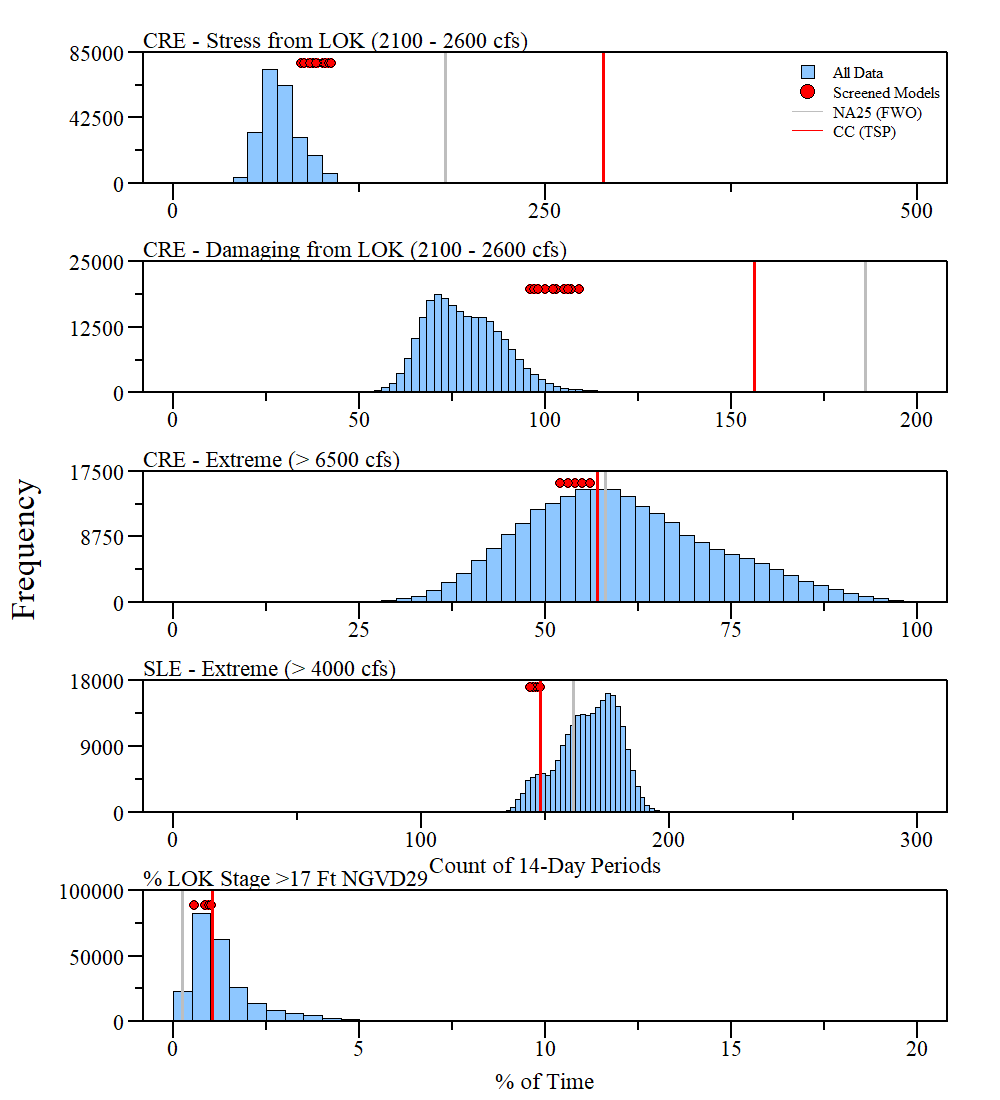 CRE - Stress from LOK (2100 - 2600 cfs)
85000
42500
0
All Data
Screened Models
NA25 (FWO)
CC (TSP)
0 250 500
CRE - Damaging from LOK (2100 - 2600 cfs)
25000
12500
0
0 50 100 150 200
CRE - Extreme (> 6500 cfs)
17500
8750
0
0 25 50 75 100
Frequency
SLE - Extreme (> 4000 cfs)
18000
9000
0
0 100 200 300
Count of 14-Day Periods
% LOK Stage >17 Ft NGVD29
100000
50000
0
0 5 10 15 20
% of Time